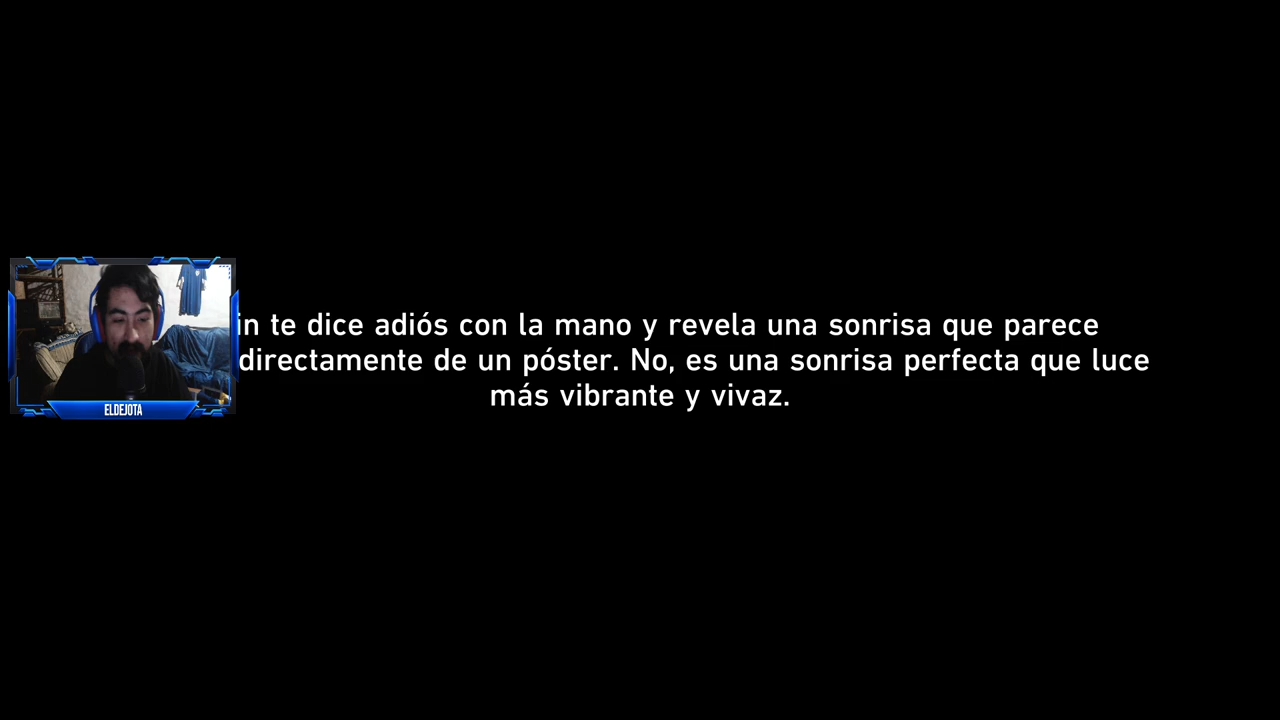 in te dice adiós con la mano y revela una sonrisa que parece
directamente de un póster. No, es una sonrisa perfecta que luce
más vibrante y vivaz.
ELDEJOTA